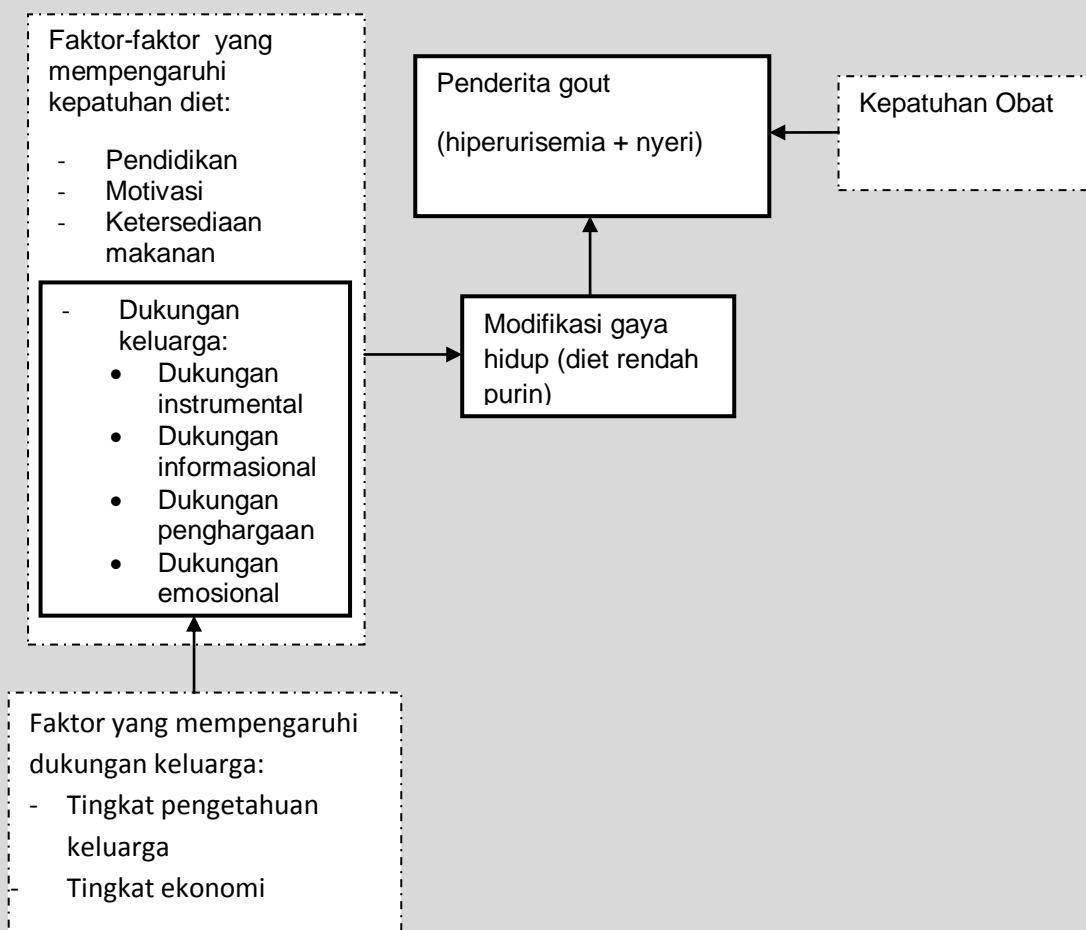 Faktor-faktor yang
mempengaruhi
kepatuhan diet:
- Pendidikan
- Motivasi
- Ketersediaan
makanan
- Dukungan
keluarga:
• Dukungan
instrumental
• Dukungan
informasional
• Dukungan
penghargaan
• Dukungan
emosional
Penderita gout
(hiperurisemia + nyeri)
Kepatuhan Obat
Modifikasi gaya
hidup (diet rendah
purin)
Faktor yang mempengaruhi
dukungan keluarga:
- Tingkat pengetahuan
keluarga
- Tingkat ekonomi